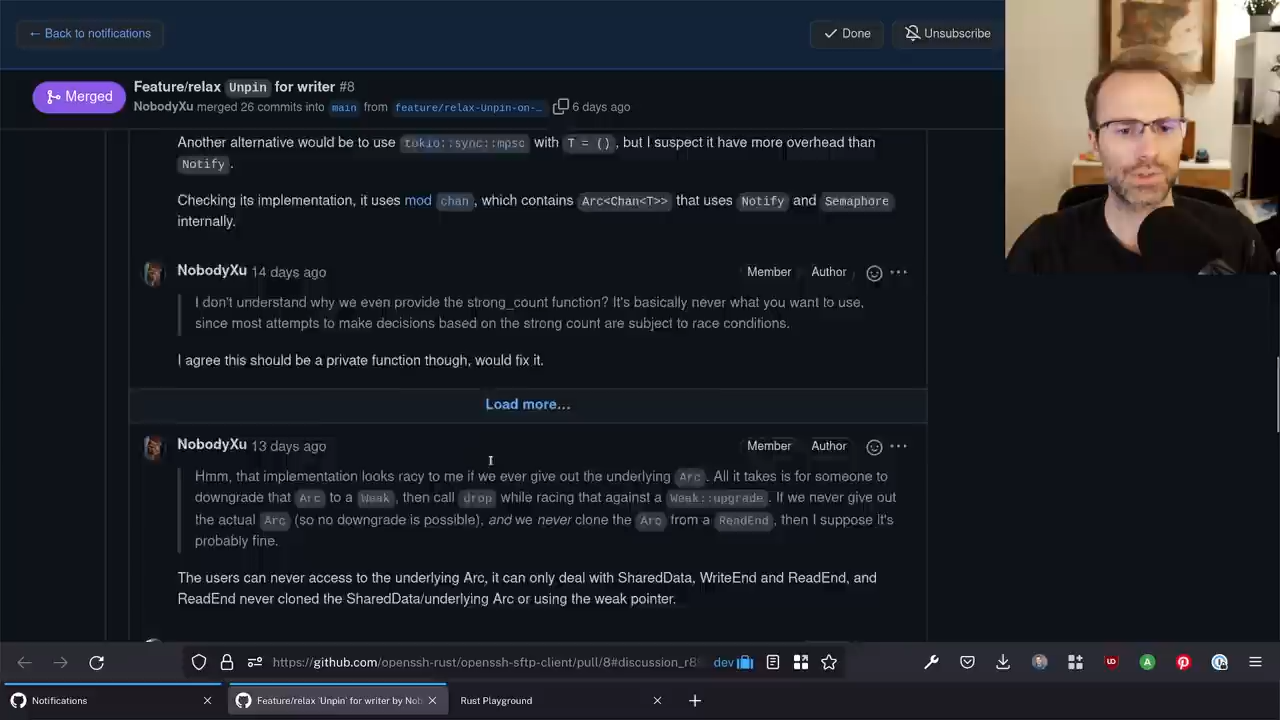 ← Back to notifications
Done
Unsubscribe
Merged
Feature/relax Unpin for writer #8
NobodyXu merged 26 commits into main from feature/relax-Unpin-on-… 6 days ago
Another alternative would be to use tokio::sync::mpsc with T = (), but I suspect it have more overhead than
Notify.
Checking its implementation, it uses mod chan, which contains Arc<Chan<T>> that uses Notify and Semaphore
internally.
NobodyXu 14 days ago
Member
Author
I don't understand why we even provide the strong_count function? It's basically never what you want to use,
since most attempts to make decisions based on the strong count are subject to race conditions.
I agree this should be a private function though, would fix it.
Load more…
NobodyXu 13 days ago
Member
Author
Hmm, that implementation looks racy to me if we ever give out the underlying Arc. All it takes is for someone to
downgrade that Arc to a Weak, then call drop while racing that against a Weak::upgrade. If we never give out
the actual Arc (so no downgrade is possible), and we never clone the Arc from a ReadEnd, then I suppose it's
probably fine.
The users can never access to the underlying Arc, it can only deal with SharedData, WriteEnd and ReadEnd, and
ReadEnd never cloned the SharedData/underlying Arc or using the weak pointer.
https://github.com/openssh-rust/openssh-sftp-client/pull/8#discussion_r8
dev
Notifications
Feature/relax `Unpin` for writer by Nob
Rust Playground